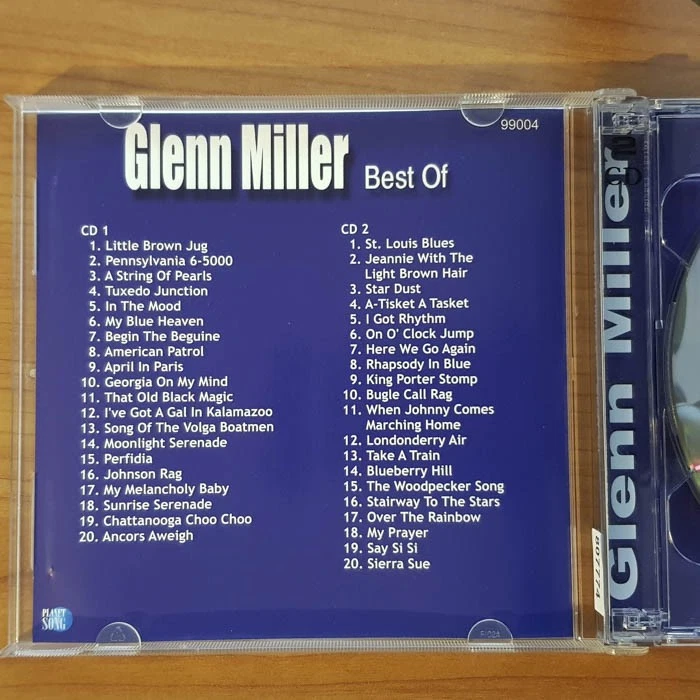 Glenn Miller Best Of
99004
CD 1
1. Little Brown Jug
2. Pennsylvania 6-5000
3. A String Of Pearls
4. Tuxedo Junction
5. In The Mood
6. My Blue Heaven
7. Begin The Beguine
8. American Patrol
9. April In Paris
10. Georgia On My Mind
11. That Old Black Magic
12. I've Got A Gal In Kalamazoo
13. Song Of The Volga Boatmen
14. Moonlight Serenade
15. Perfidia
16. Johnson Rag
17. My Melancholy Baby
18. Sunrise Serenade
19. Chattanooga Choo Choo
20. Ancors Aweigh
CD 2
1. St. Louis Blues
2. Jeannie With The
Light Brown Hair
3. Star Dust
4. A-Tisket A Tasket
5. I Got Rhythm
6. On O' Clock Jump
7. Here We Go Again
8. Rhapsody In Blue
9. King Porter Stomp
10. Bugle Call Rag
11. When Johnny Comes
Marching Home
12. Londonderry Air
13. Take A Train
14. Blueberry Hill
15. The Woodpecker Song
16. Stairway To The Stars
17. Over The Rainbow
18. My Prayer
19. Say Si Si
20. Sierra Sue
PLANET
SONG
Glenn Miller
807774